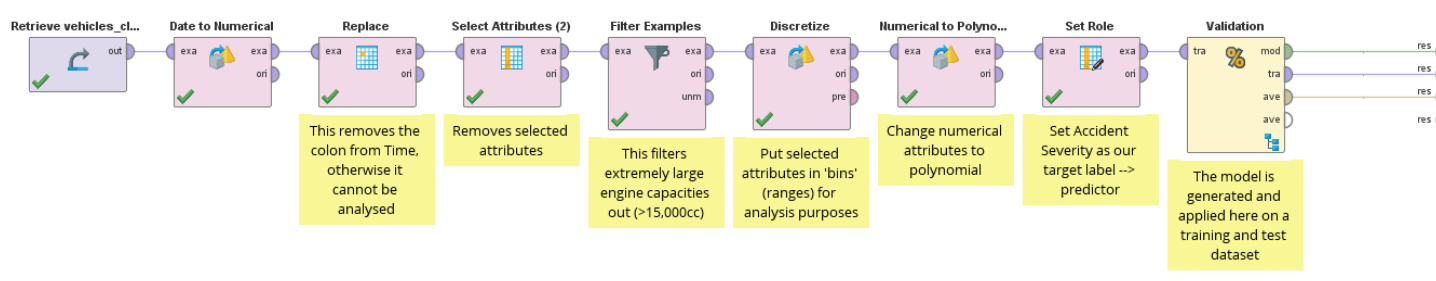 Retrieve vehicles_cl...
Date to Numerical
Replace
Select Attributes (2)
Filter Examples
Discretize
Numerical to Polyno...
Set Role
Validation
out
exa exa
ori
exa exa
ori
exa exa
ori
exa exa
ori
unm
exa exa
ori
pre
exa exa
ori
exa exa
ori
tra mod
tra
ave
ave
%
res
res
res
res
This removes the
colon from Time,
otherwise it
cannot be
analysed
Removes selected
attributes
This filters
extremely large
engine capacities
out (>15,000cc)
Put selected
attributes in 'bins'
(ranges) for
analysis purposes
Change numerical
attributes to
polynomial
Set Accident
Severity as our
target label -->
predictor
The model is
generated and
applied here on a
training and test
dataset